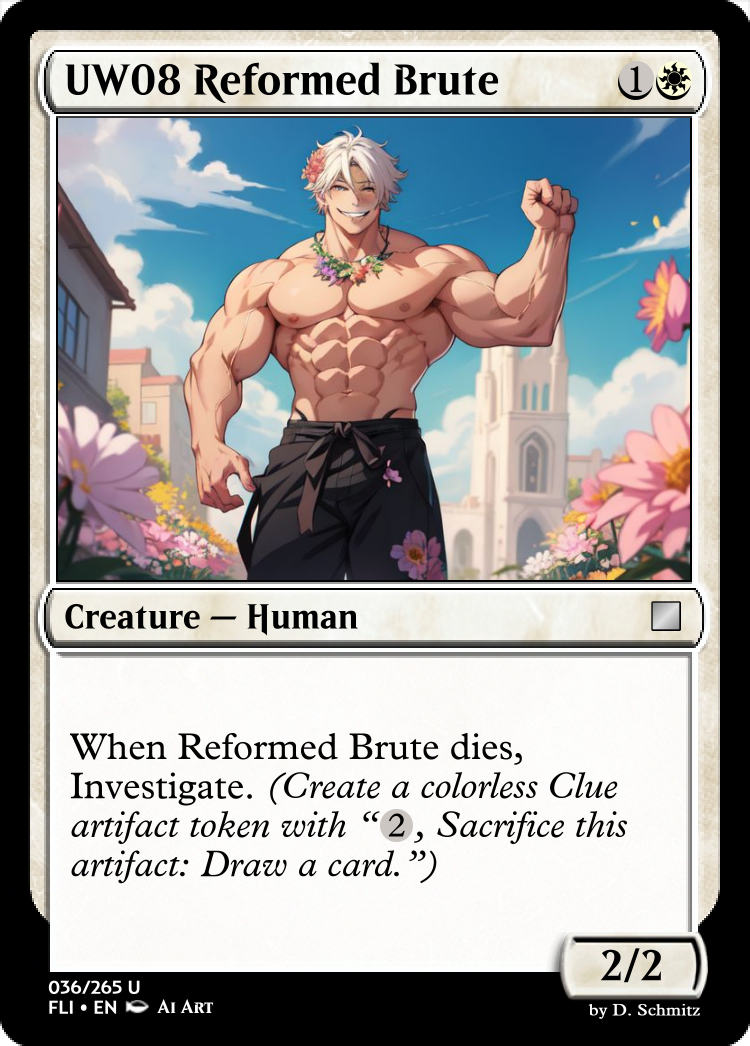 UW08 Reformed Brute 1
Creature — Human
When Reformed Brute dies,
Investigate. (Create a colorless Clue
artifact token with “2, Sacrifice this
artifact: Draw a card.”)
2/2
036/265 U
FLI • EN AI ART
by D. Schmitz